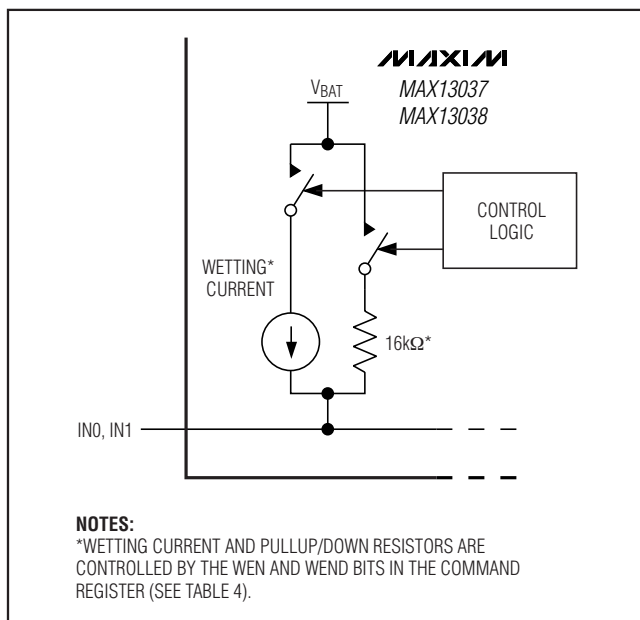 MAXIM
MAX13037
MAX13038
VBAT
CONTROL
LOGIC
WETTING*
CURRENT
16kΩ*
IN0, IN1
NOTES:
*WETTING CURRENT AND PULLUP/DOWN RESISTORS ARE
CONTROLLED BY THE WEN AND WEND BITS IN THE COMMAND
REGISTER (SEE TABLE 4).